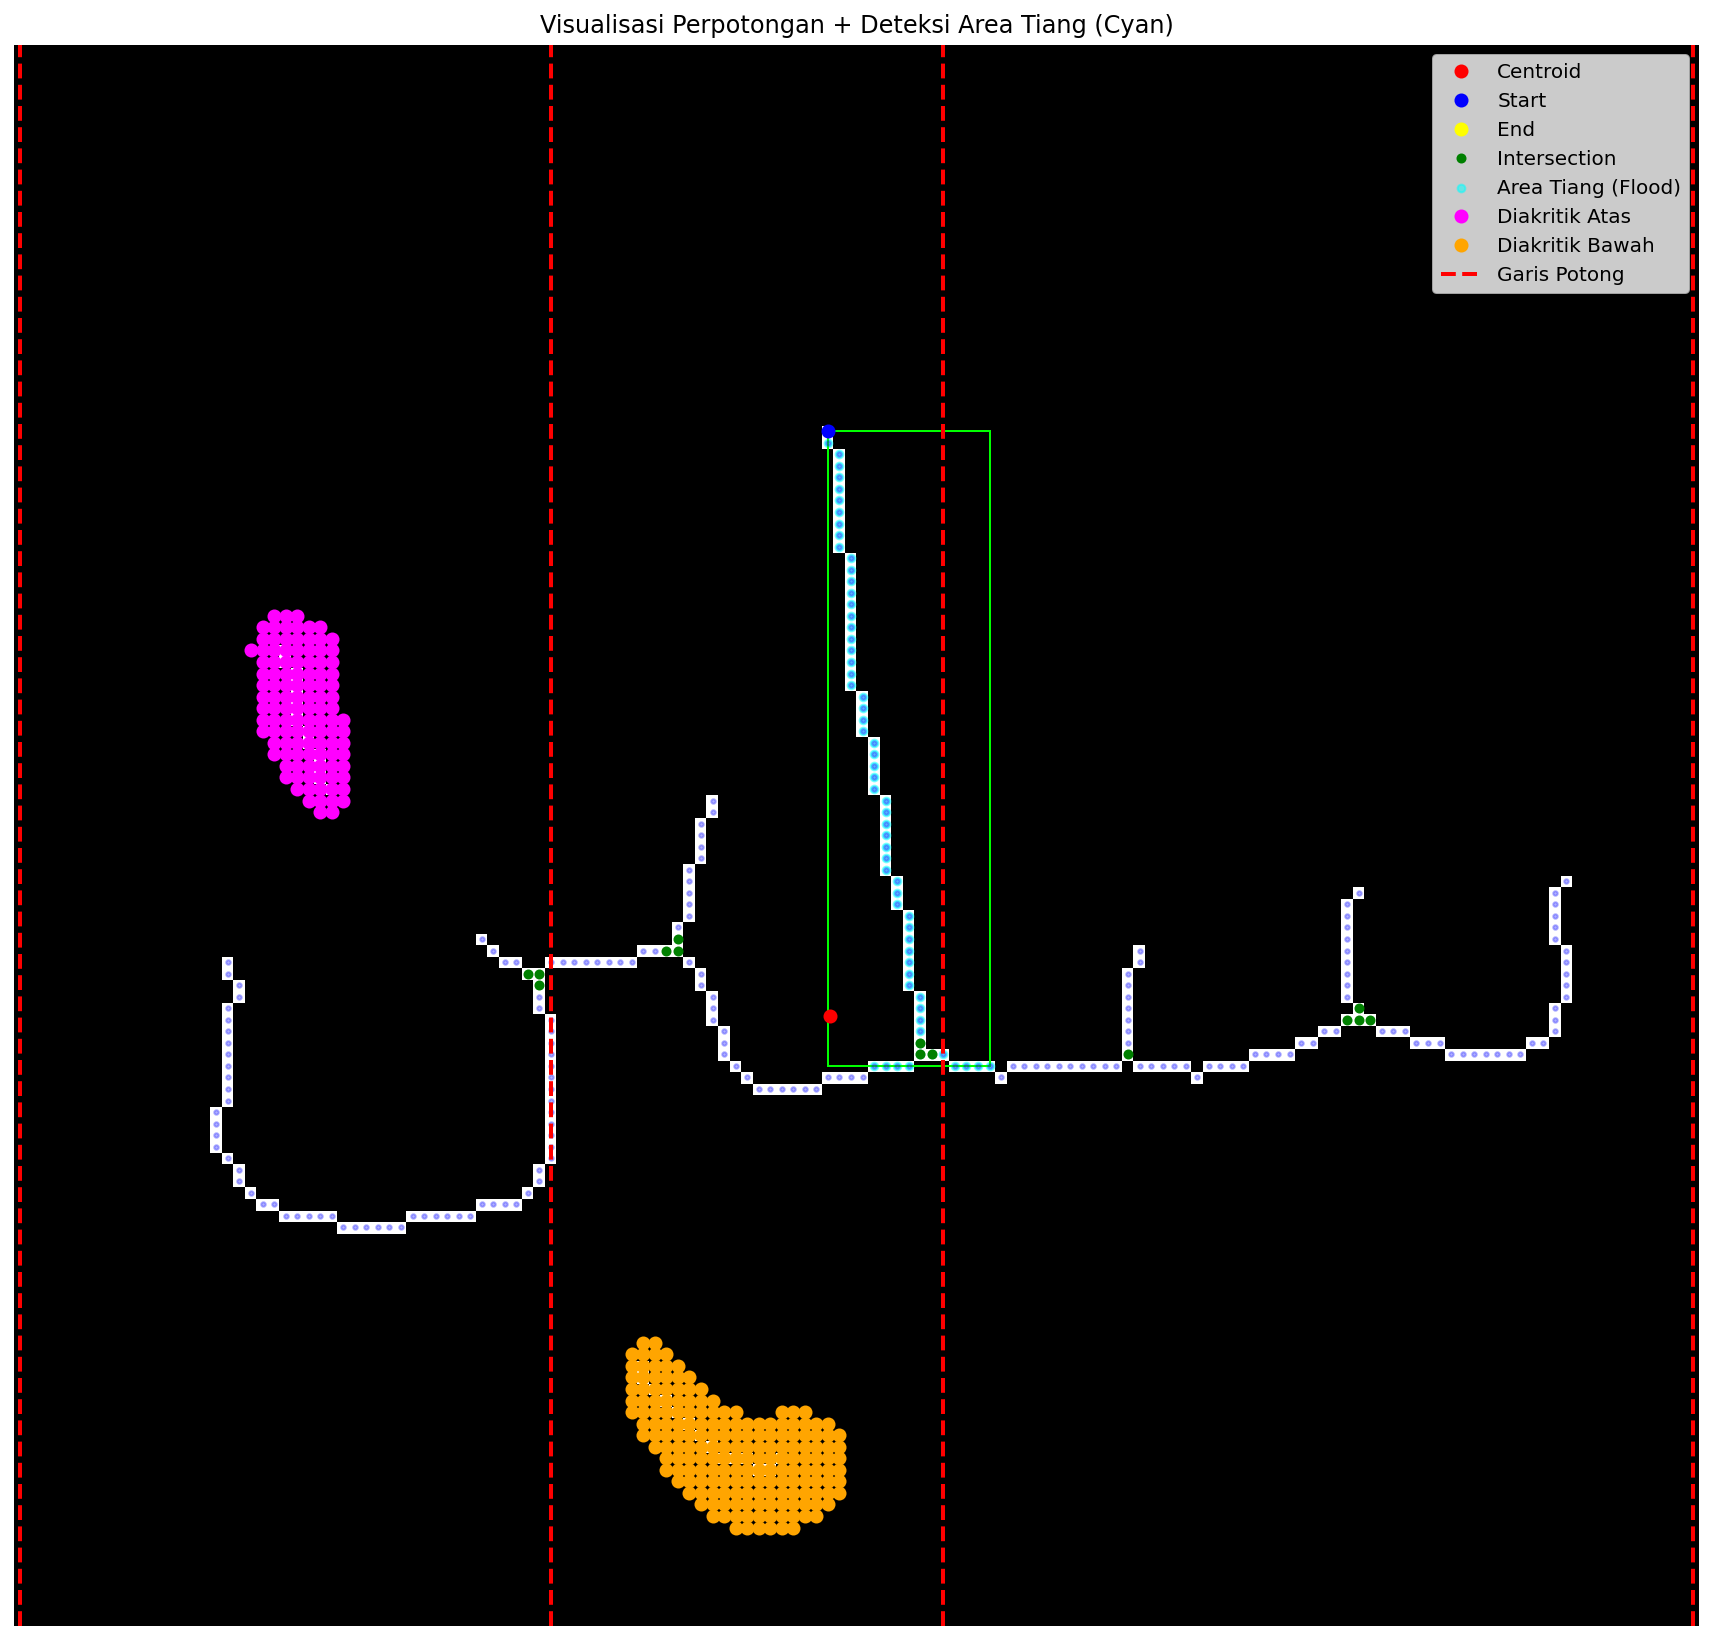 Visualisasi Perpotongan + Deteksi Area Tiang (Cyan)
Centroid
Start
End
Intersection
Area Tiang (Flood)
Diakritik Atas
Diakritik Bawah
Garis Potong